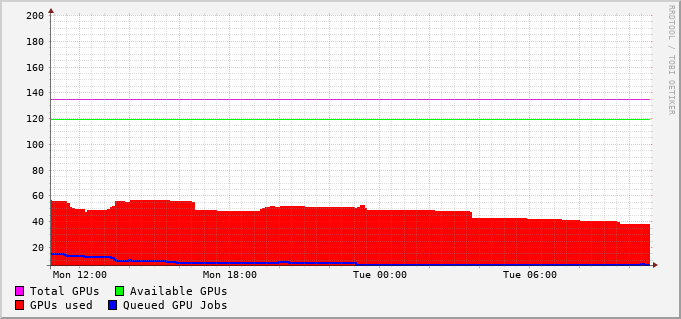 200
180
160
140
120
100
80
60
40
20
Mon 12:00 Mon 18:00 Tue 00:00 Tue 06:00
Total GPUs Available GPUs
GPUs used Queued GPU Jobs
RRDTOOL / TOBI OETIKER